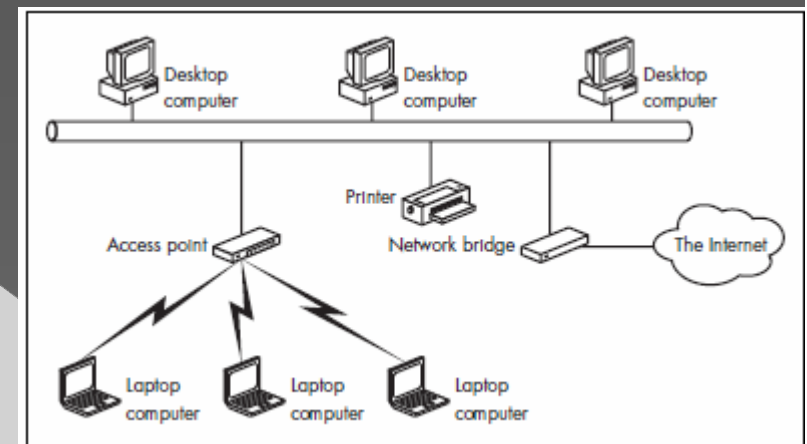 Desktop
computer
Desktop
computer
Desktop
computer
Printer
Access point
Network bridge
The Internet
Laptop
computer
Laptop
computer
Laptop
computer